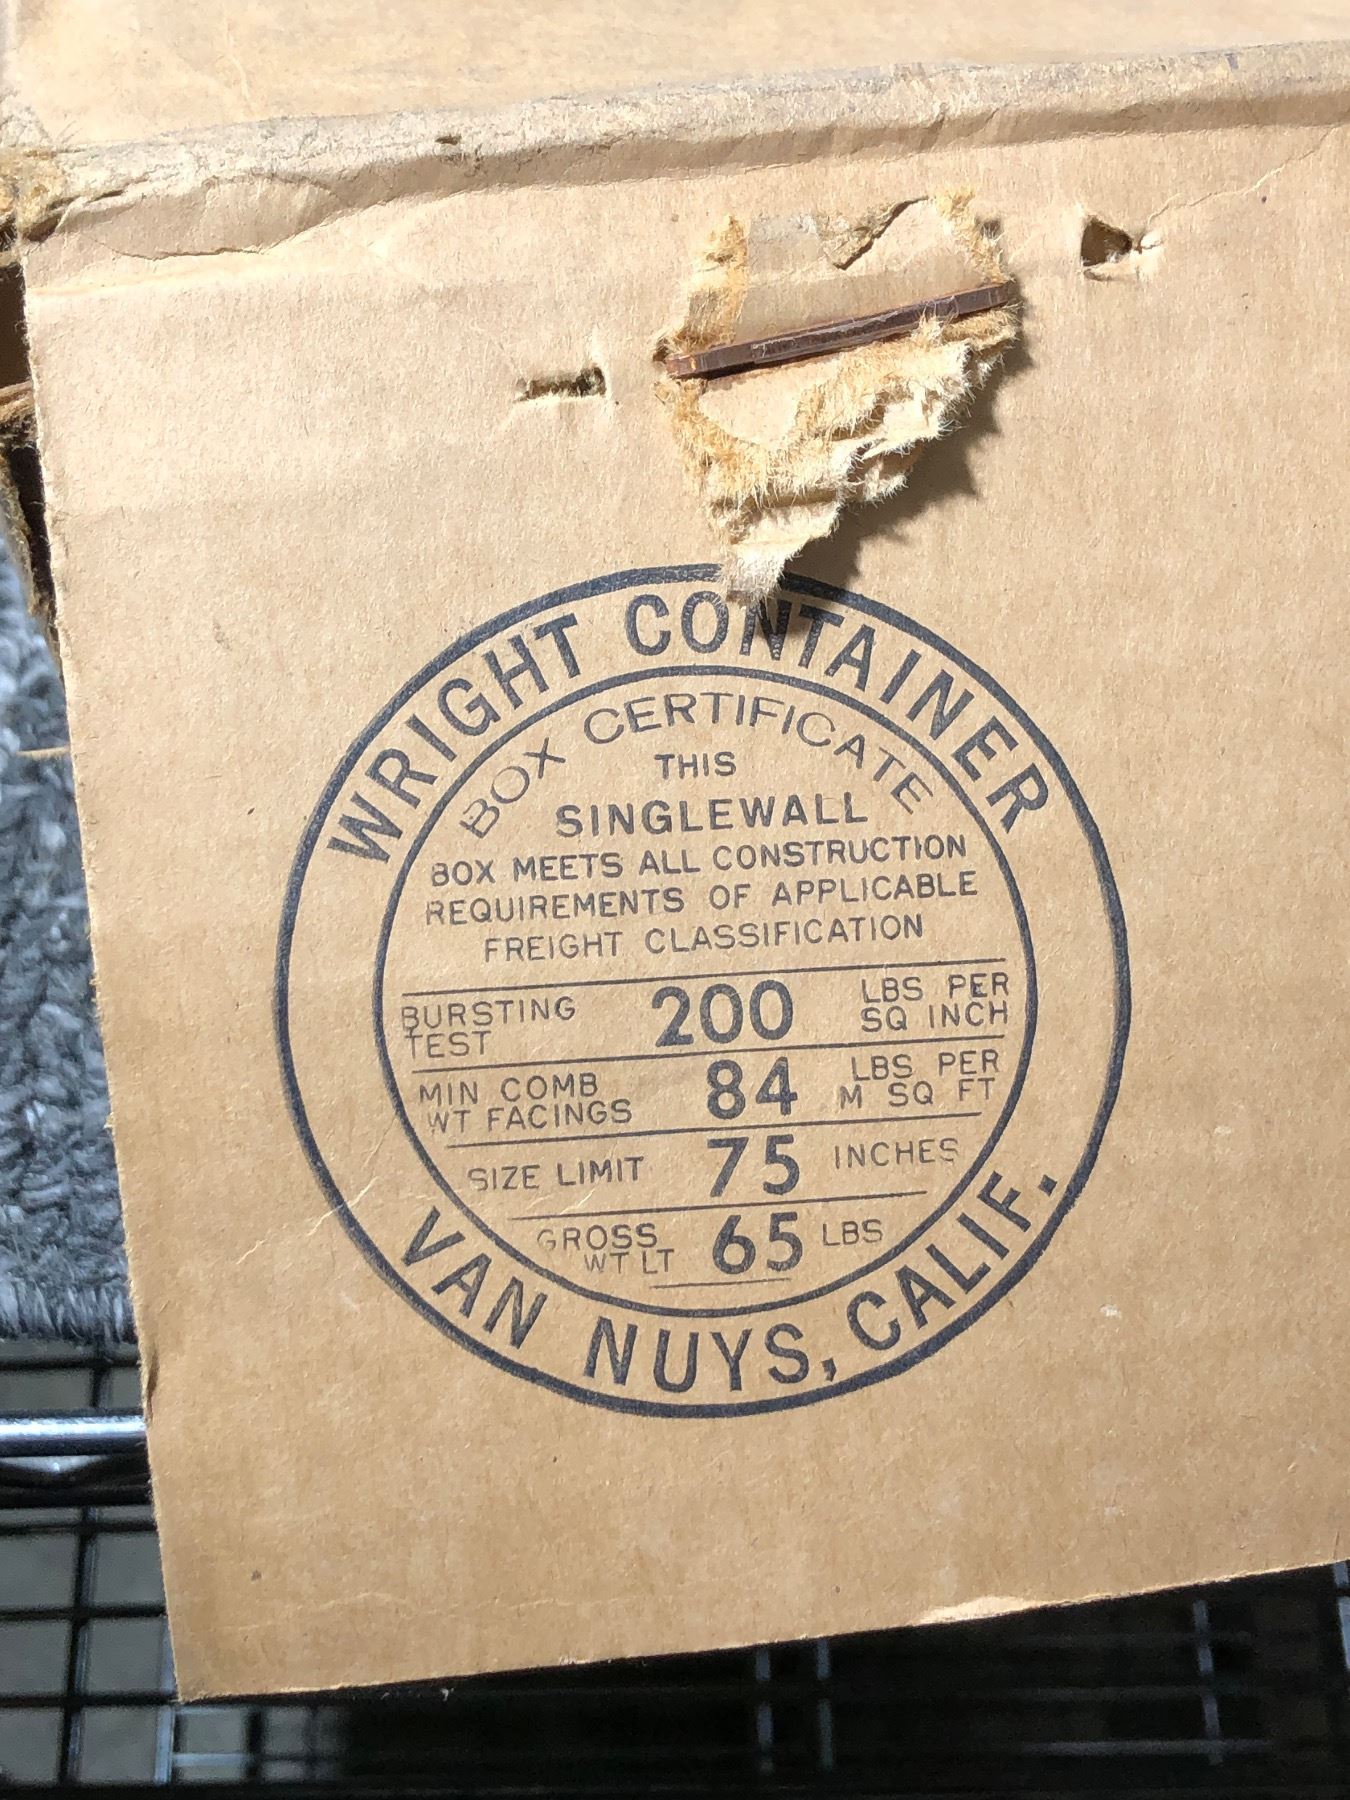 WRIGHT CONTAINER
BOX CERTIFICATE
THIS
SINGLEWALL
BOX MEETS ALL CONSTRUCTION
REQUIREMENTS OF APPLICABLE
FREIGHT CLASSIFICATION
BURSTING TEST 200 LBS PER SQ INCH
MIN COMB WT FACINGS 84 LBS PER M SQ FT
SIZE LIMIT 75 INCHES
GROSS WT LT 65 LBS
VAN NUYS, CALIF.